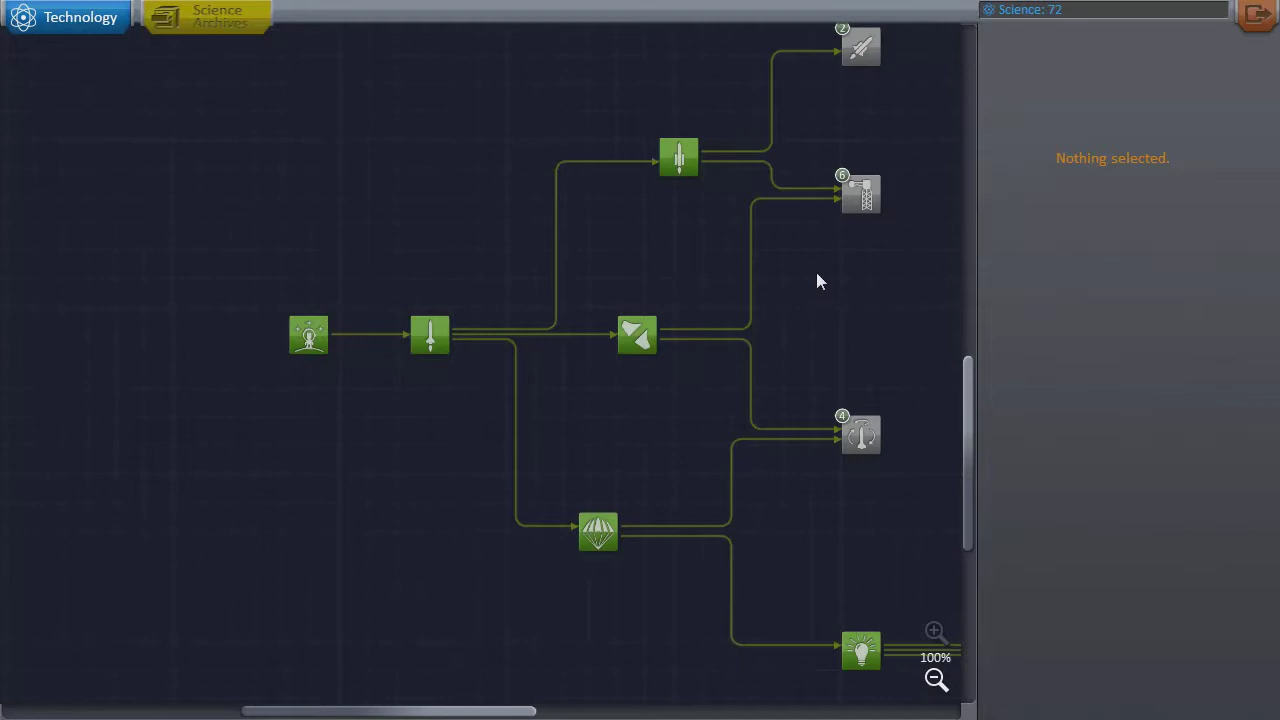 Technology
Science
Archives
Science: 72
2
6
Nothing selected.
4
100%